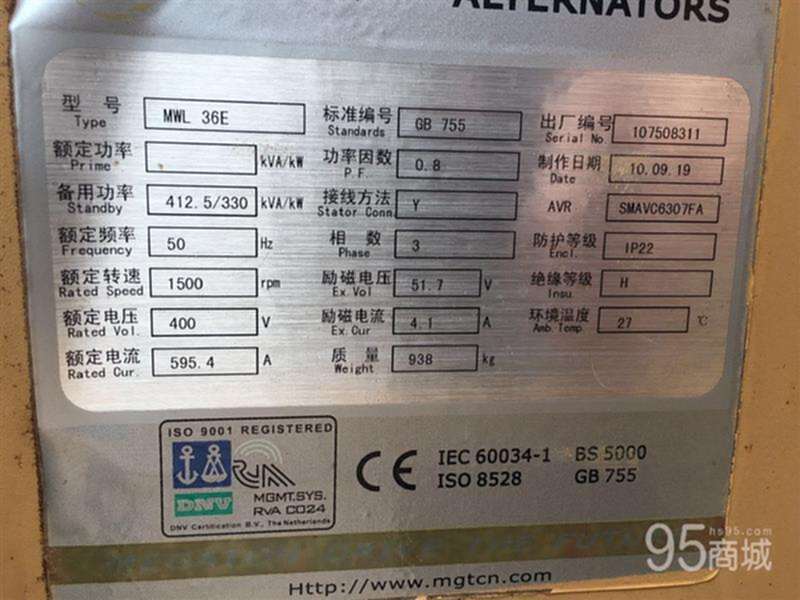 ALTERNATORS
型 号 Type MWL 36E 标准编号 Standards GB 755 出厂编号 Serial No 107508311
额定功率 Prime kVA/kW 功率因数 P.F. 0.8 制作日期 Date 10.09.19
备用功率 Standby 412.5/330 kVA/kW 接线方法 Stator Conn. Y AVR SMAVC6307FA
额定频率 Frequency 50 Hz 相 数 Phase 3 防护等级 Encl. IP22
额定转速 Rated Speed 1500 rpm 励磁电压 Ex.Vol 51.7 V 绝缘等级 Insu H
额定电压 Rated Vol. 400 V 励磁电流 Ex.Cur 4.1 A 环境温度 Amb.Temp. 27 ℃
额定电流 Rated Cur. 595.4 A 质 量 Weight 938 kg
ISO 9001 REGISTERED
DNV
RvA
MGMT.SYS.
RvA C024
DNV Certification B.V., The Netherlands
CE
IEC 60034-1 BS 5000
ISO 8528 GB 755
Http://www.mgtcn.com
95商城
hs95.com